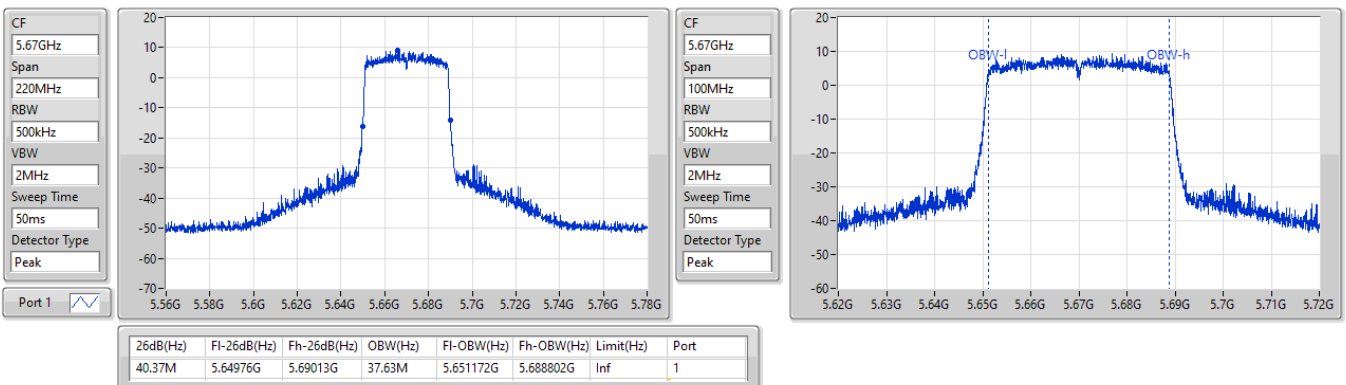 CF
5.67GHz
Span
220MHz
RBW
500kHz
VBW
2MHz
Sweep Time
50ms
Detector Type
Peak
Port 1
20
10
0
-10
-20
-30
-40
-50
-60
-70
5.56G 5.58G 5.6G 5.62G 5.64G 5.66G 5.68G 5.70G 5.72G 5.74G 5.76G 5.78G
CF
5.67GHz
Span
100MHz
RBW
500kHz
VBW
2MHz
Sweep Time
50ms
Detector Type
Peak
20
10
0
-10
-20
-30
-40
-50
-60
OBW-l OBW-h
5.62G 5.63G 5.64G 5.65G 5.66G 5.67G 5.68G 5.69G 5.7G 5.71G 5.72G
26dB(Hz) Fl-26dB(Hz) Fh-26dB(Hz) OBW(Hz) Fl-OBW(Hz) Fh-OBW(Hz) Limit(Hz) Port
40.37M 5.64976G 5.69013G 37.63M 5.651172G 5.688802G Inf 1